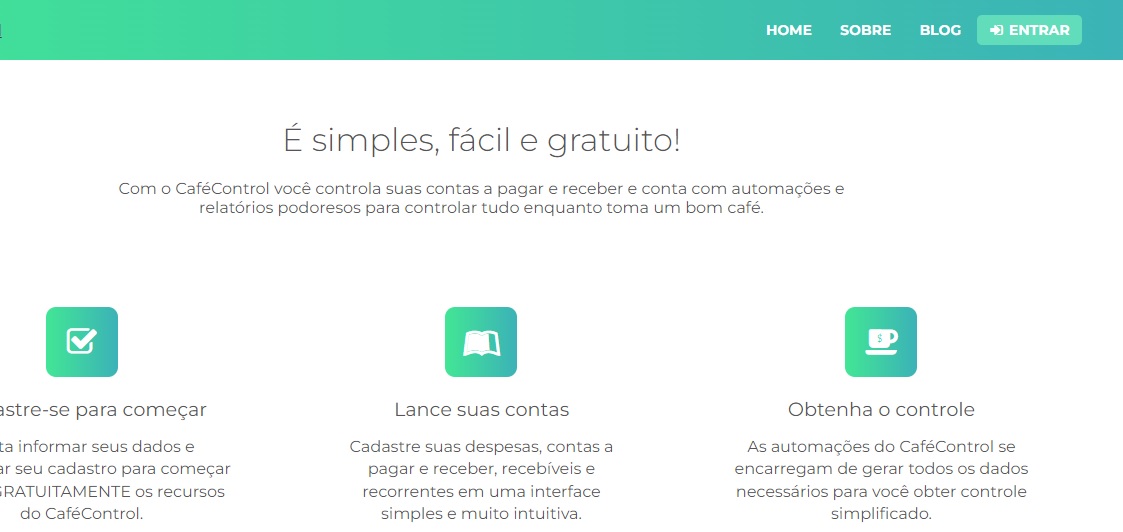 HOME SOBRE BLOG ENTRAR
É simples, fácil e gratuito!
Com o CaféControl você controla suas contas a pagar e receber e conta com automações e
relatórios podoresos para controlar tudo enquanto toma um bom café.
astre-se para começar
ta informar seus dados e
ar seu cadastro para começar
GRATUITAMENTE os recursos
do CaféControl.
Lance suas contas
Cadastre suas despesas, contas a
pagar e receber, recebíveis e
recorrentes em uma interface
simples e muito intuitiva.
Obtenha o controle
As automações do CaféControl se
encarregam de gerar todos os dados
necessários para você obter controle
simplificado.